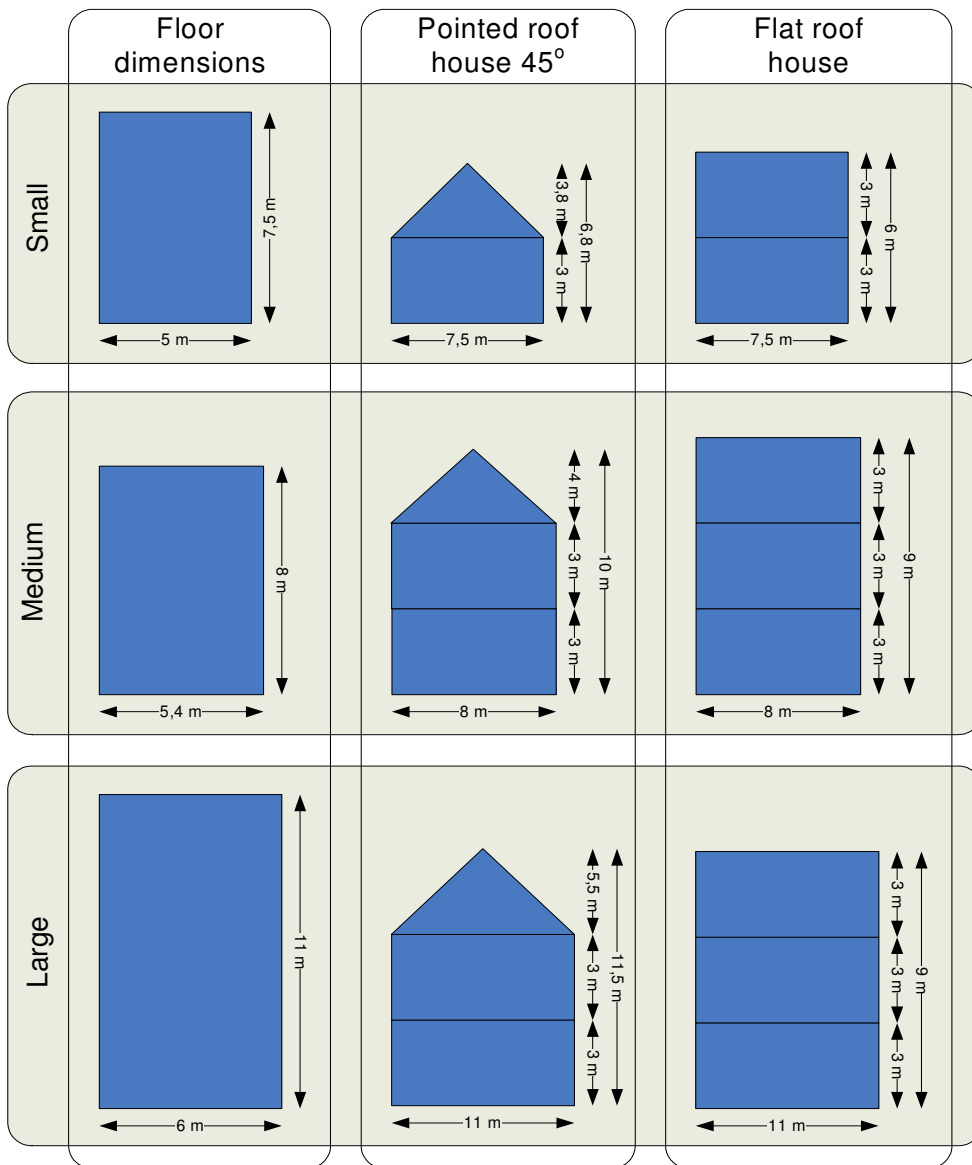 Floor
dimensions
Pointed roof
house 45°
Flat roof
house
Small
7,5 m
5 m
3,8 m
6,8 m
3 m
7,5 m
3 m
6 m
3 m
7,5 m
Medium
8 m
5,4 m
4 m
10 m
3 m
3 m
8 m
3 m
3 m
9 m
3 m
8 m
Large
11 m
6 m
5,5 m
11,5 m
3 m
3 m
11 m
3 m
3 m
9 m
3 m
11 m